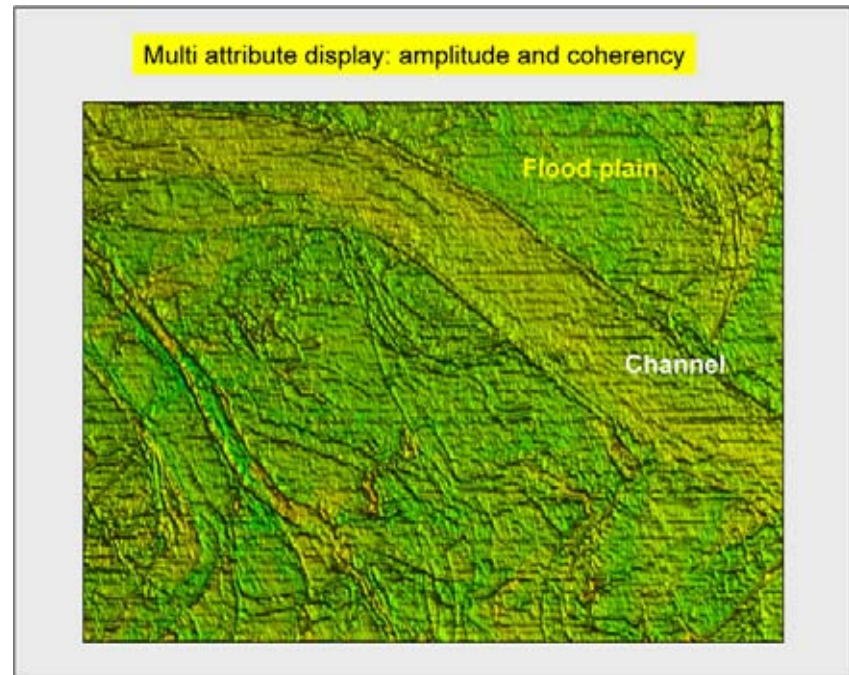 Multi attribute display: amplitude and coherency
Flood plain
Channel